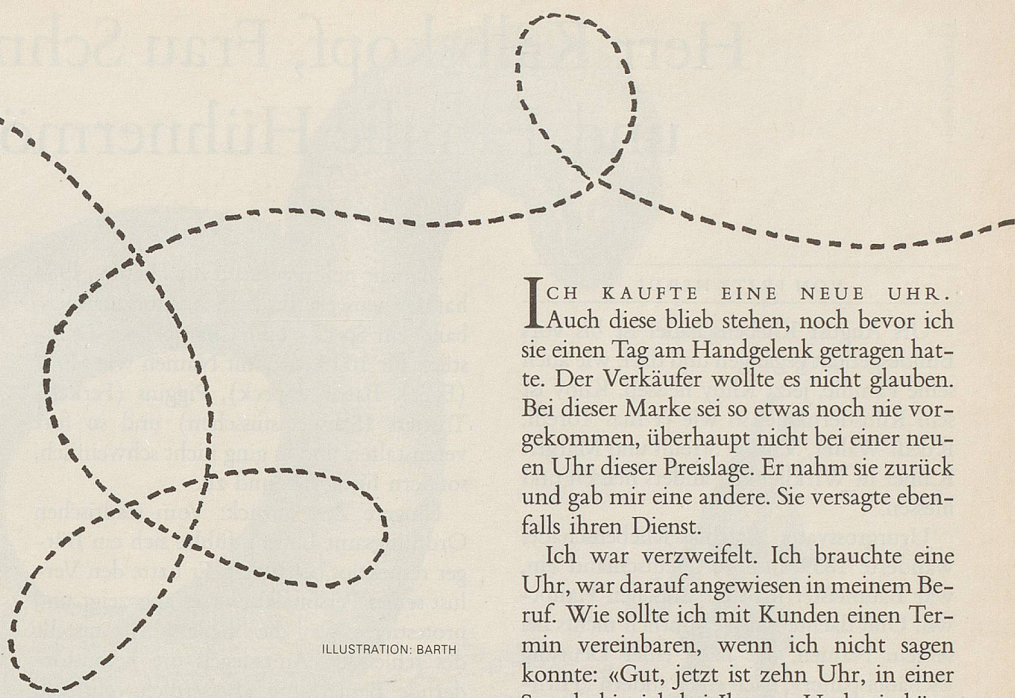 ICH KAUFTE EINE NEUE UHR.
Auch diese blieb stehen, noch bevor ich
sie einen Tag am Handgelenk getragen hat-
te. Der Verkäufer wollte es nicht glauben.
Bei dieser Marke sei so etwas noch nie vor-
gekommen, überhaupt nicht bei einer neu-
en Uhr dieser Preislage. Er nahm sie zurück
und gab mir eine andere. Sie versagte eben-
falls ihren Dienst.
Ich war verzweifelt. Ich brauchte eine
Uhr, war darauf angewiesen in meinem Be-
ruf. Wie sollte ich mit Kunden einen Ter-
min vereinbaren, wenn ich nicht sagen
konnte: «Gut, jetzt ist zehn Uhr, in einer
ILLUSTRATION: BARTH